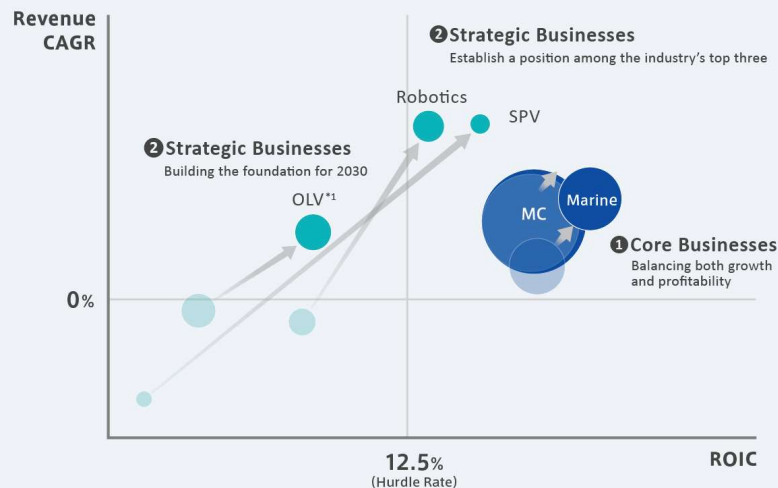 Revenue
CAGR
❷Strategic Businesses
Establish a position among the industry's top three
Robotics
SPV
❷Strategic Businesses
Building the foundation for 2030
OLV*1
MC
Marine
❶Core Businesses
Balancing both growth
and profitability
0%
12.5%
(Hurdle Rate)
ROIC